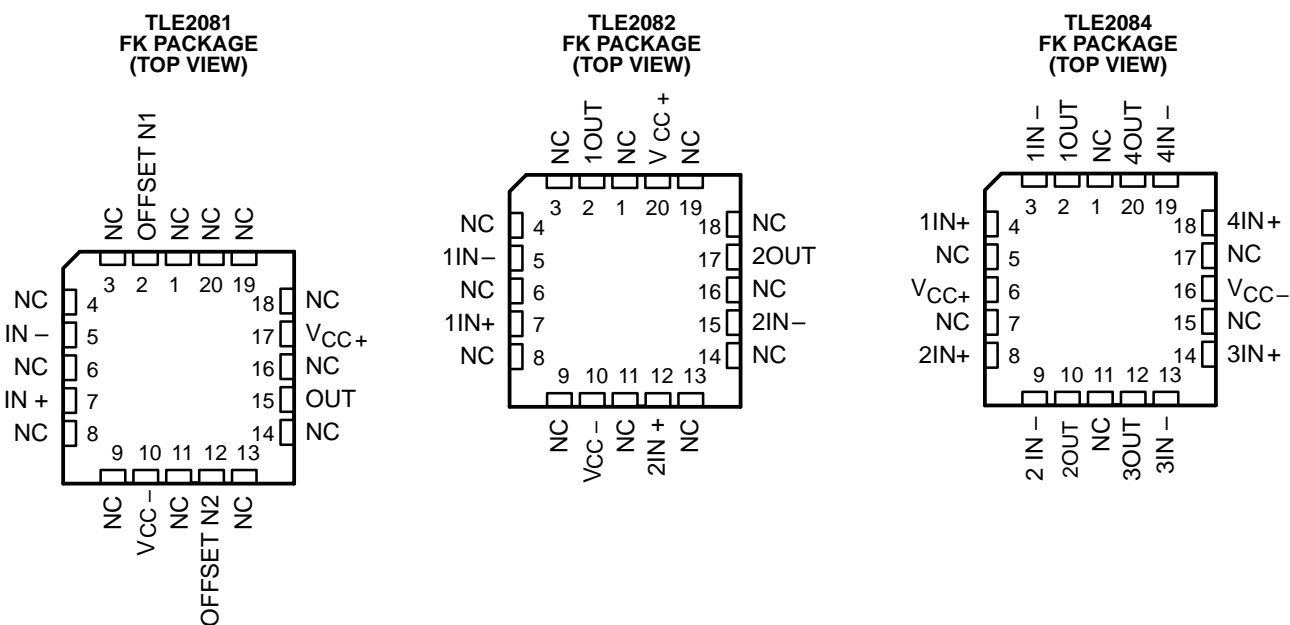 TLE2081
FK PACKAGE
(TOP VIEW)
NC
OFFSET N1
NC
NC
NC
3 2 1 20 19
NC 4
IN – 5
NC 6
IN + 7
NC 8
18 NC
17 VCC+
16 NC
15 OUT
14 NC
9 10 11 12 13
NC
VCC –
NC
OFFSET N2
NC
TLE2082
FK PACKAGE
(TOP VIEW)
NC
1OUT
NC
VCC +
NC
3 2 1 20 19
NC 4
1IN– 5
NC 6
1IN+ 7
NC 8
18 NC
17 2OUT
16 NC
15 2IN–
14 NC
9 10 11 12 13
NC
VCC –
NC
2IN +
NC
TLE2084
FK PACKAGE
(TOP VIEW)
1IN –
1OUT
NC
4OUT
4IN –
3 2 1 20 19
1IN+ 4
NC 5
VCC+ 6
NC 7
2IN+ 8
18 4IN+
17 NC
16 VCC–
15 NC
14 3IN+
9 10 11 12 13
2 IN –
2OUT
NC
3OUT
3IN –